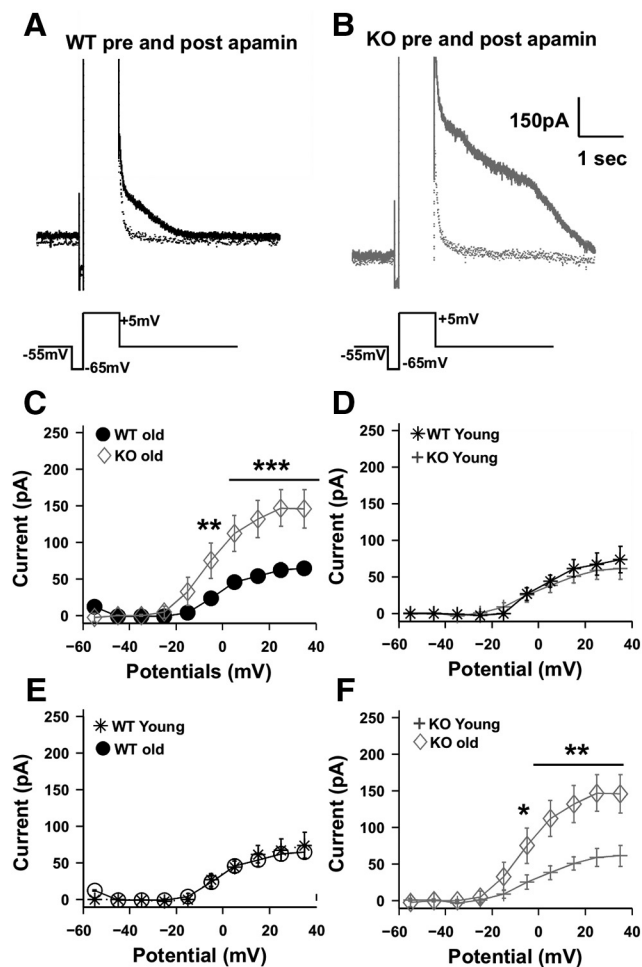 A
WT pre and post apamin
B
KO pre and post apamin
150pA
1 sec
+5mV
-55mV
-65mV
+5mV
-55mV
-65mV
C
250
200
150
100
50
0
Current (pA)
WT old
KO old
**
***
−60 −40 −20 0 20 40
Potentials (mV)
D
250
200
150
100
50
0
Current (pA)
WT Young
KO Young
−60 −40 −20 0 20 40
Potential (mV)
E
250
200
150
100
50
0
Current (pA)
WT Young
WT old
−60 −40 −20 0 20 40
Potential (mV)
F
250
200
150
100
50
0
Current (pA)
KO Young
KO old
*
**
−60 −40 −20 0 20 40
Potential (mV)